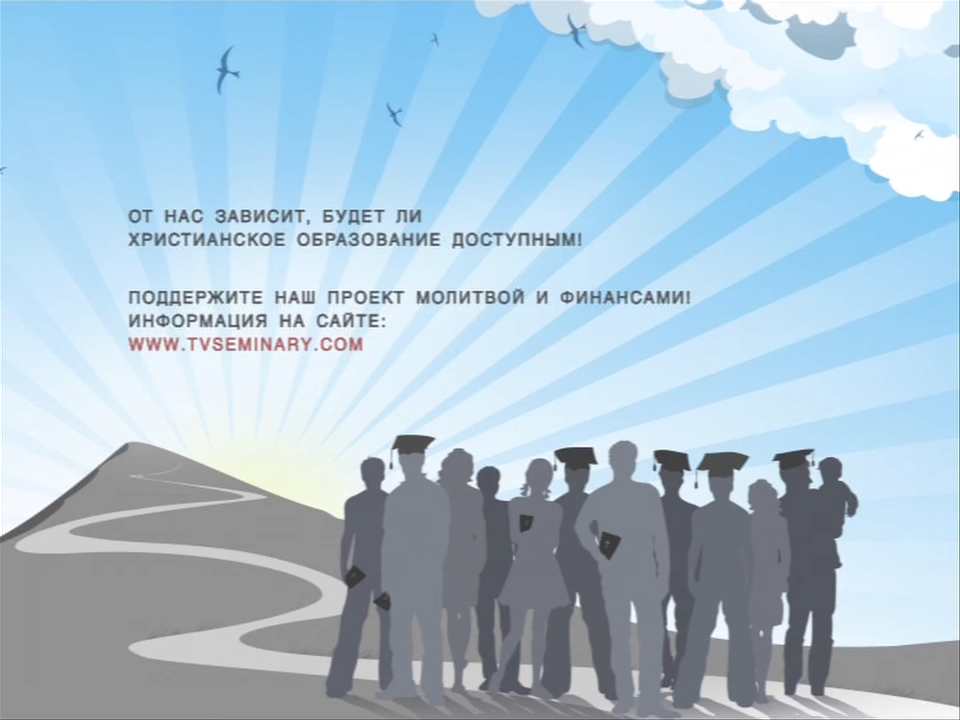 ОТ НАС ЗАВИСИТ, БУДЕТ ЛИ
ХРИСТИАНСКОЕ ОБРАЗОВАНИЕ ДОСТУПНЫМ!
ПОДДЕРЖИТЕ НАШ ПРОЕКТ МОЛИТВОЙ И ФИНАНСАМИ!
ИНФОРМАЦИЯ НА САЙТЕ:
WWW.TVSEMINARY.COM